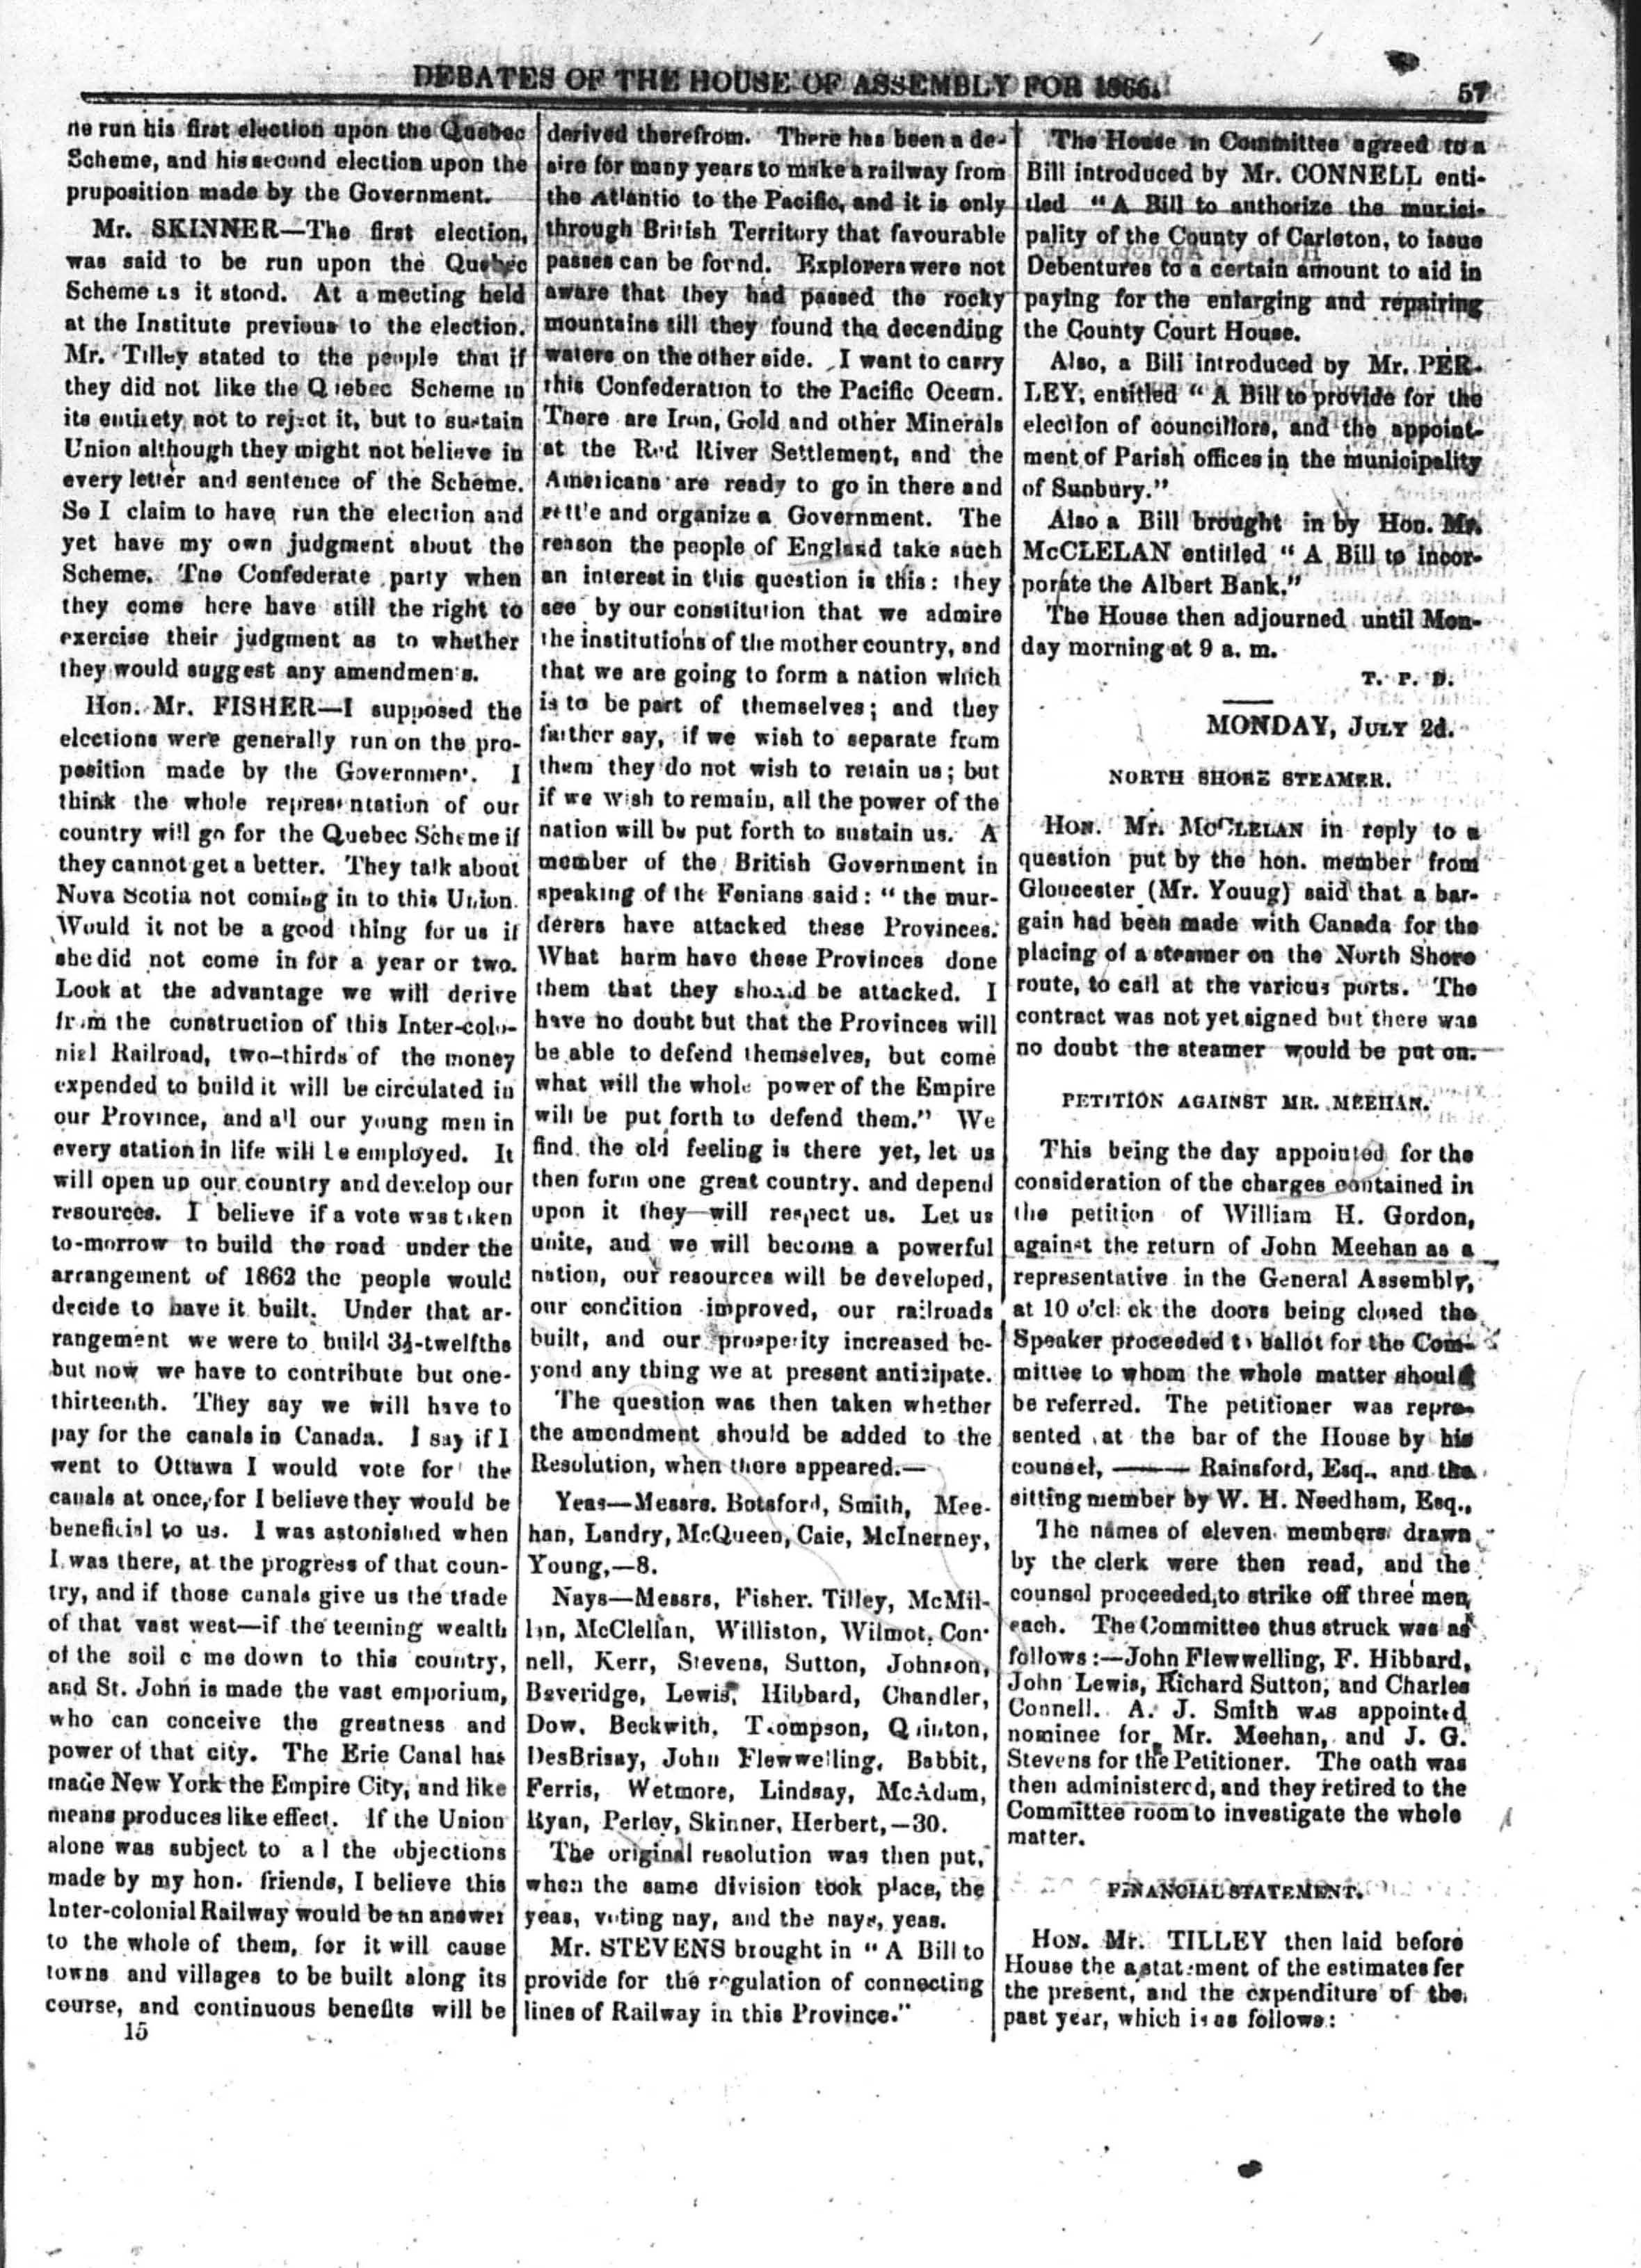 DEBATES OF THE HOUSE OF ASSEMBLY FOR 1866.
57
he run his first election upon the Quebec
Scheme, and his second election upon the
puuposition made by the Government.
Mr. SKINNER—The first election,
was said to be run upon the Quebec
Scheme as it stood. At a meeting held
at the Institute previous to the election,
Mr. Tilley stated to the people that if
they did not like the Quebec Scheme in
its entirety not to reject it, but to sustain
Union although they might not believe in
every letter and sentence of the Scheme.
So I claim to have run the election and
yet have my own judgment about the
Scheme. The Confederate party when
they come here have still the right to
exercise their judgment as to whether
they would suggest any amendmen's.
Hon. Mr. FISHER—I supposed the
elections were generally run on the pro-
position made by the Government. I
think the whole representation of our
country will go for the Quebec Scheme if
they cannot get a better. They talk about
Nova Scotia not coming in to this Union.
Would it not be a good thing for us if
she did not come in for a year or two.
Look at the advantage we will derive
from the construction of this Inter-colo-
nial Railroad, two-thirds of the money
expended to build it will be circulated in
our Province, and all our young men in
every station in life will be employed. It
will open up our country and develop our
resources. I believe if a vote was taken
to-morrow to build the road under the
arrangement of 1862 the people would
decide to have it built. Under that ar-
rangement we were to build 3½-twelfths
but now we have to contribute but one-
thirteenth. They say we will have to
pay for the canals in Canada. I say if I
went to Ottawa I would vote for the
canals at once, for I believe they would be
beneficial to us. I was astonished when
I was there, at the progress of that coun-
try, and if those canals give us the trade
of that vast west—if the teeming wealth
of the soil come down to this country,
and St. John is made the vast emporium,
who can conceive the greatness and
power of that city. The Erie Canal has
made New York the Empire City, and like
means produces like effect. If the Union
alone was subject to all the objections
made by my hon. friends, I believe this
Inter-colonial Railway would be an answer
to the whole of them, for it will cause
towns and villages to be built along its
course, and continuous benefits will be
15
derived therefrom. There has been a de-
sire for many years to make a railway from
the Atlantic to the Pacific, and it is only
through British Territory that favourable
passes can be fornd. Explorers were not
aware that they had passed the rocky
mountains till they found the decending
waters on the other side. I want to carry
this Confederation to the Pacific Ocean.
There are Iron, Gold and other Minerals
at the Red River Settlement, and the
Americans are ready to go in there and
settle and organize a Government. The
reason the people of England take such
an interest in this question is this: they
see by our constitution that we admire
the institutions of the mother country, and
that we are going to form a nation which
is to be part of themselves; and they
farther say, if we wish to separate from
them they do not wish to retain us; but
if we wish to remain, all the power of the
nation will be put forth to sustain us. A
member of the British Government in
speaking of the Fenians said: "the mur-
derers have attacked these Provinces.
What harm have these Provinces done
them that they should be attacked. I
have no doubt but that the Provinces will
be able to defend themselves, but come
what will the whole power of the Empire
will be put forth to defend them." We
find the old feeling is there yet, let us
then form one great country, and depend
upon it they will respect us. Let us
unite, and we will become a powerful
nation, our resources will be developed,
our condition improved, our railroads
built, and our prosperity increased be-
yond any thing we at present anticipate.
The question was then taken whether
the amendment should be added to the
Resolution, when there appeared.—
Yeas—Messrs. Botsford, Smith, Mee-
han, Landry, McQueen, Caie, McInerney,
Young,—8.
Nays—Messrs, Fisher. Tilley, McMil-
lan, McClellan, Williston, Wilmot, Con-
nell, Kerr, Stevens, Sutton, Johnson,
Beveridge, Lewis, Hibbard, Chandler,
Dow, Beckwith, Thompson, Quinton,
DesBrisay, John Flewwelling, Babbit,
Ferris, Wetmore, Lindsay, McAdam,
Ryan, Perley, Skinner, Herbert,—30.
The original resolution was then put,
when the same division took place, the
yeas, voting nay, and the nays, yeas.
Mr. STEVENS brought in "A Bill to
provide for the regulation of connecting
lines of Railway in this Province."
The House in Committee agreed to a
Bill introduced by Mr. CONNELL enti-
tled "A Bill to authorize the munici-
pality of the County of Carleton, to issue
Debentures to a certain amount to aid in
paying for the enlarging and repairing
the County Court House.
Also, a Bill introduced by Mr. PER-
LEY, entitled "A Bill to provide for the
election of councillors, and the appoint-
ment of Parish offices in the municipality
of Sunbury."
Also a Bill brought in by Hon. Mr.
McCLELAN entitled "A Bill to incor-
porate the Albert Bank."
The House then adjourned until Mon-
day morning at 9 a. m.
T. P. D.
MONDAY, JULY 2d.
NORTH SHORE STEAMER.
HON. Mr. MCCLELAN in reply to a
question put by the hon. member from
Gloucester (Mr. Youug) said that a bar-
gain had been made with Canada for the
placing of a steamer on the North Shore
route, to call at the various ports. The
contract was not yet signed but there was
no doubt the steamer would be put on.
PETITION AGAINST MR. MEEHAN.
This being the day appointed for the
consideration of the charges contained in
the petition of William H. Gordon,
against the return of John Meehan as a
representative in the General Assembly,
at 10 o'clock the doors being closed the
Speaker proceeded to ballot for the Com-
mittee to whom the whole matter should
be referred. The petitioner was repre-
sented at the bar of the House by his
counsel, ——— Rainsford, Esq., and the
sitting member by W. H. Needham, Esq.,
The names of eleven members drawn
by the clerk were then read, and the
counsel proceeded to strike off three men
each. The Committee thus struck was as
follows:—John Flewwelling, F. Hibbard,
John Lewis, Richard Sutton, and Charles
Connell. A. J. Smith was appointed
nominee for Mr. Meehan, and J. G.
Stevens for the Petitioner. The oath was
then administered, and they retired to the
Committee room to investigate the whole
matter.
FINANCIAL STATEMENT.
HON. Mr. TILLEY then laid before
House the a statement of the estimates fer
the present, and the expenditure of the
past year, which is as follows: